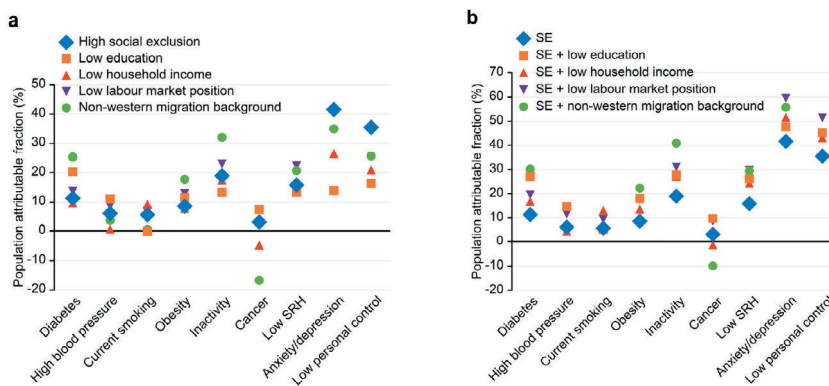 a
High social exclusion
Low education
Low household income
Low labour market position
Non-western migration background
Population attributable fraction (%)
50
40
30
20
10
0
-10
-20
Diabetes
High blood pressure
Current smoking
Obesity
Inactivity
Cancer
Low SRH
Anxiety/depression
Low personal control
b
SE
SE + low education
SE + low household income
SE + low labour market position
SE + non-western migration background
Population attributable fraction (%)
70
60
50
40
30
20
10
0
-10
-20
Diabetes
High blood pressure
Current smoking
Obesity
Inactivity
Cancer
Low SRH
Anxiety/depression
Low personal control